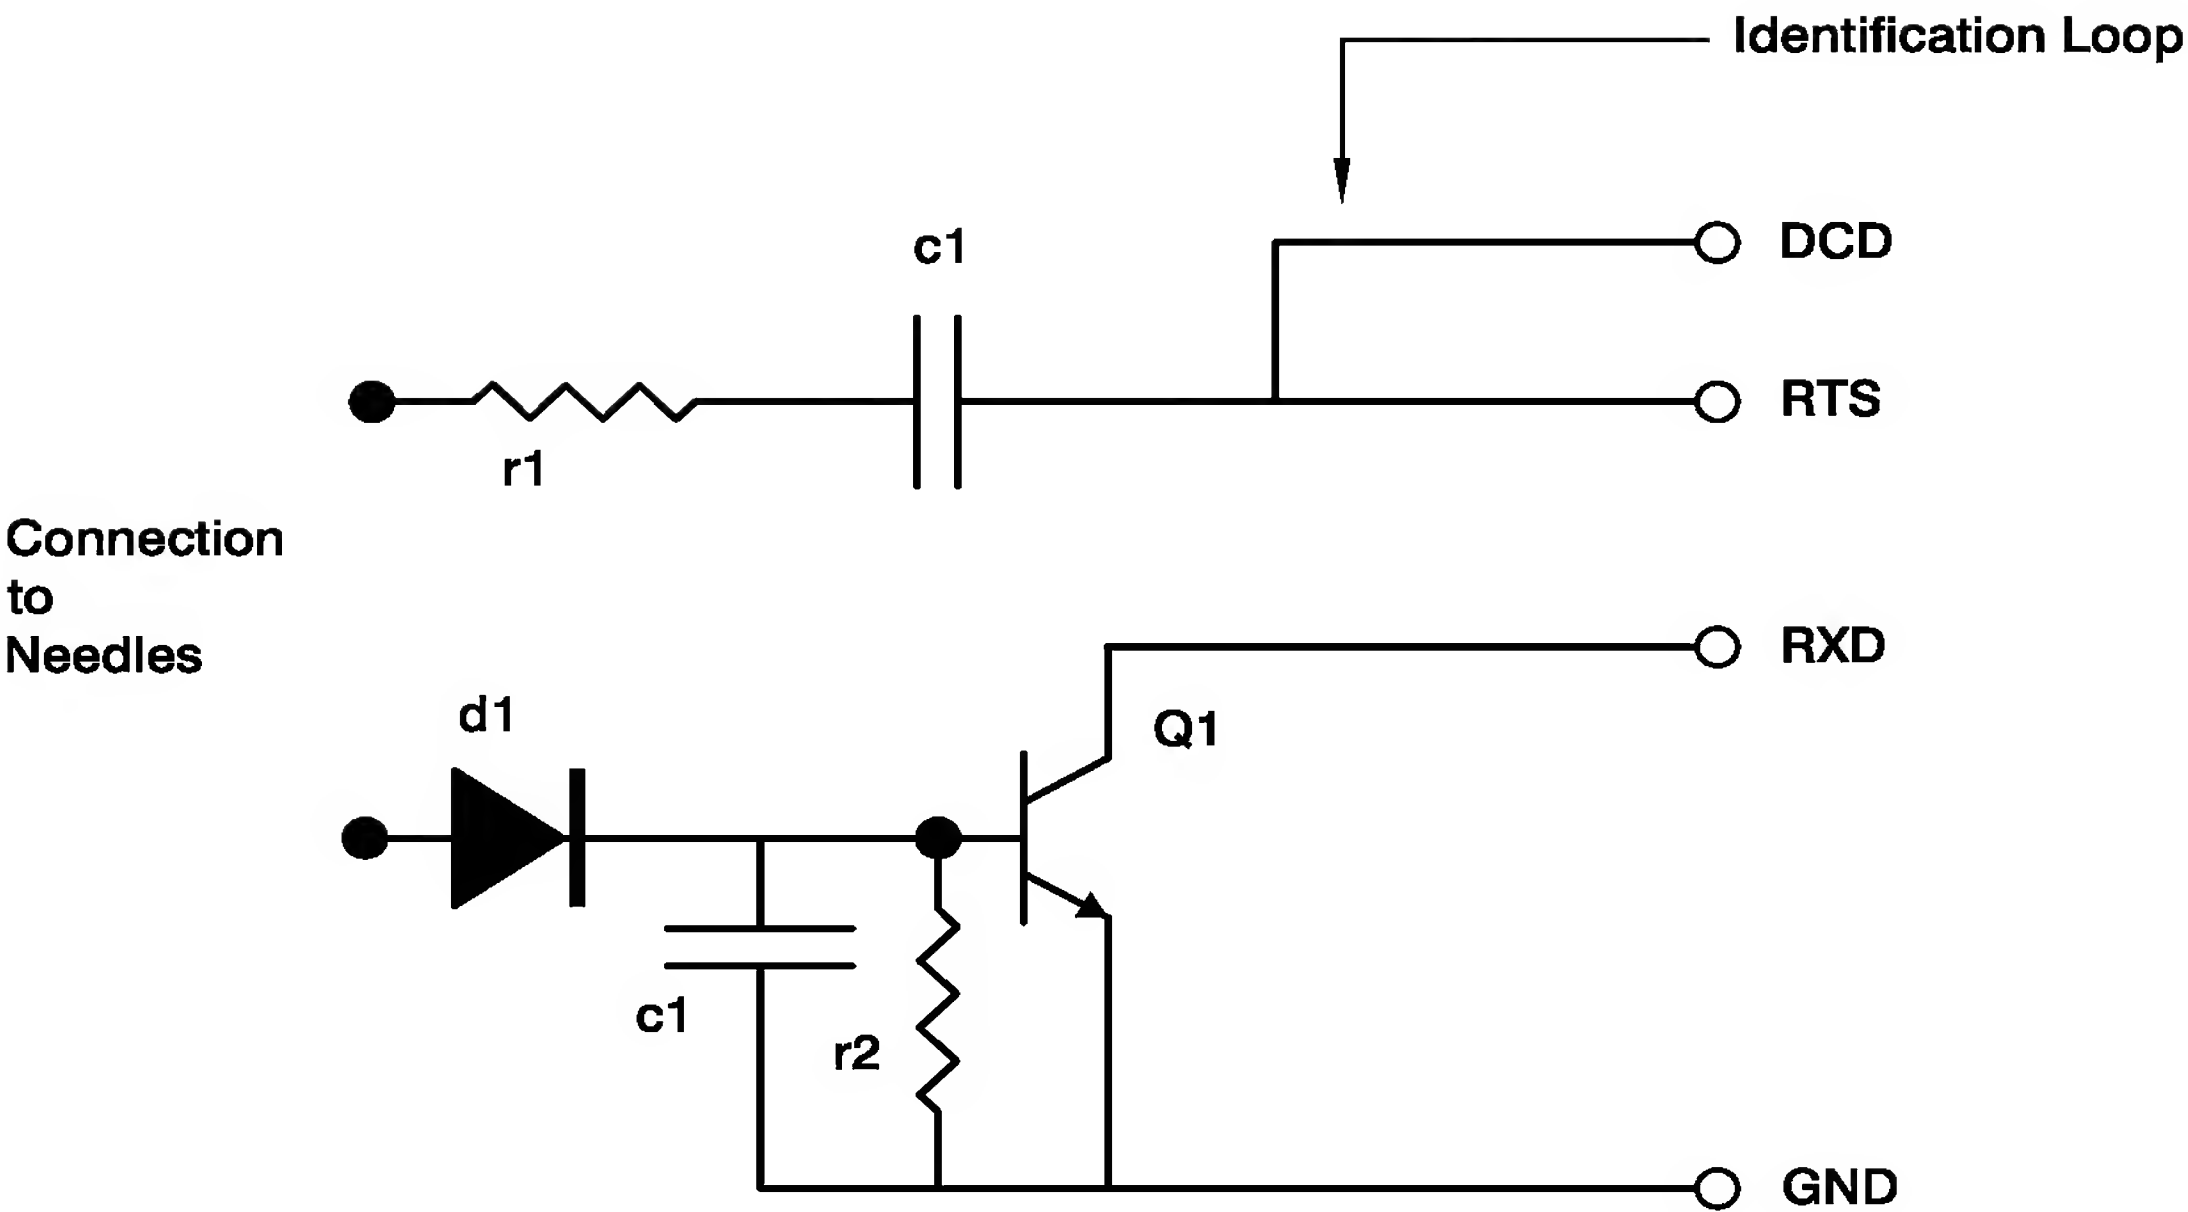 Identification Loop
DCD
c1
RTS
r1
Connection
to
Needles
RXD
d1
Q1
c1
r2
GND